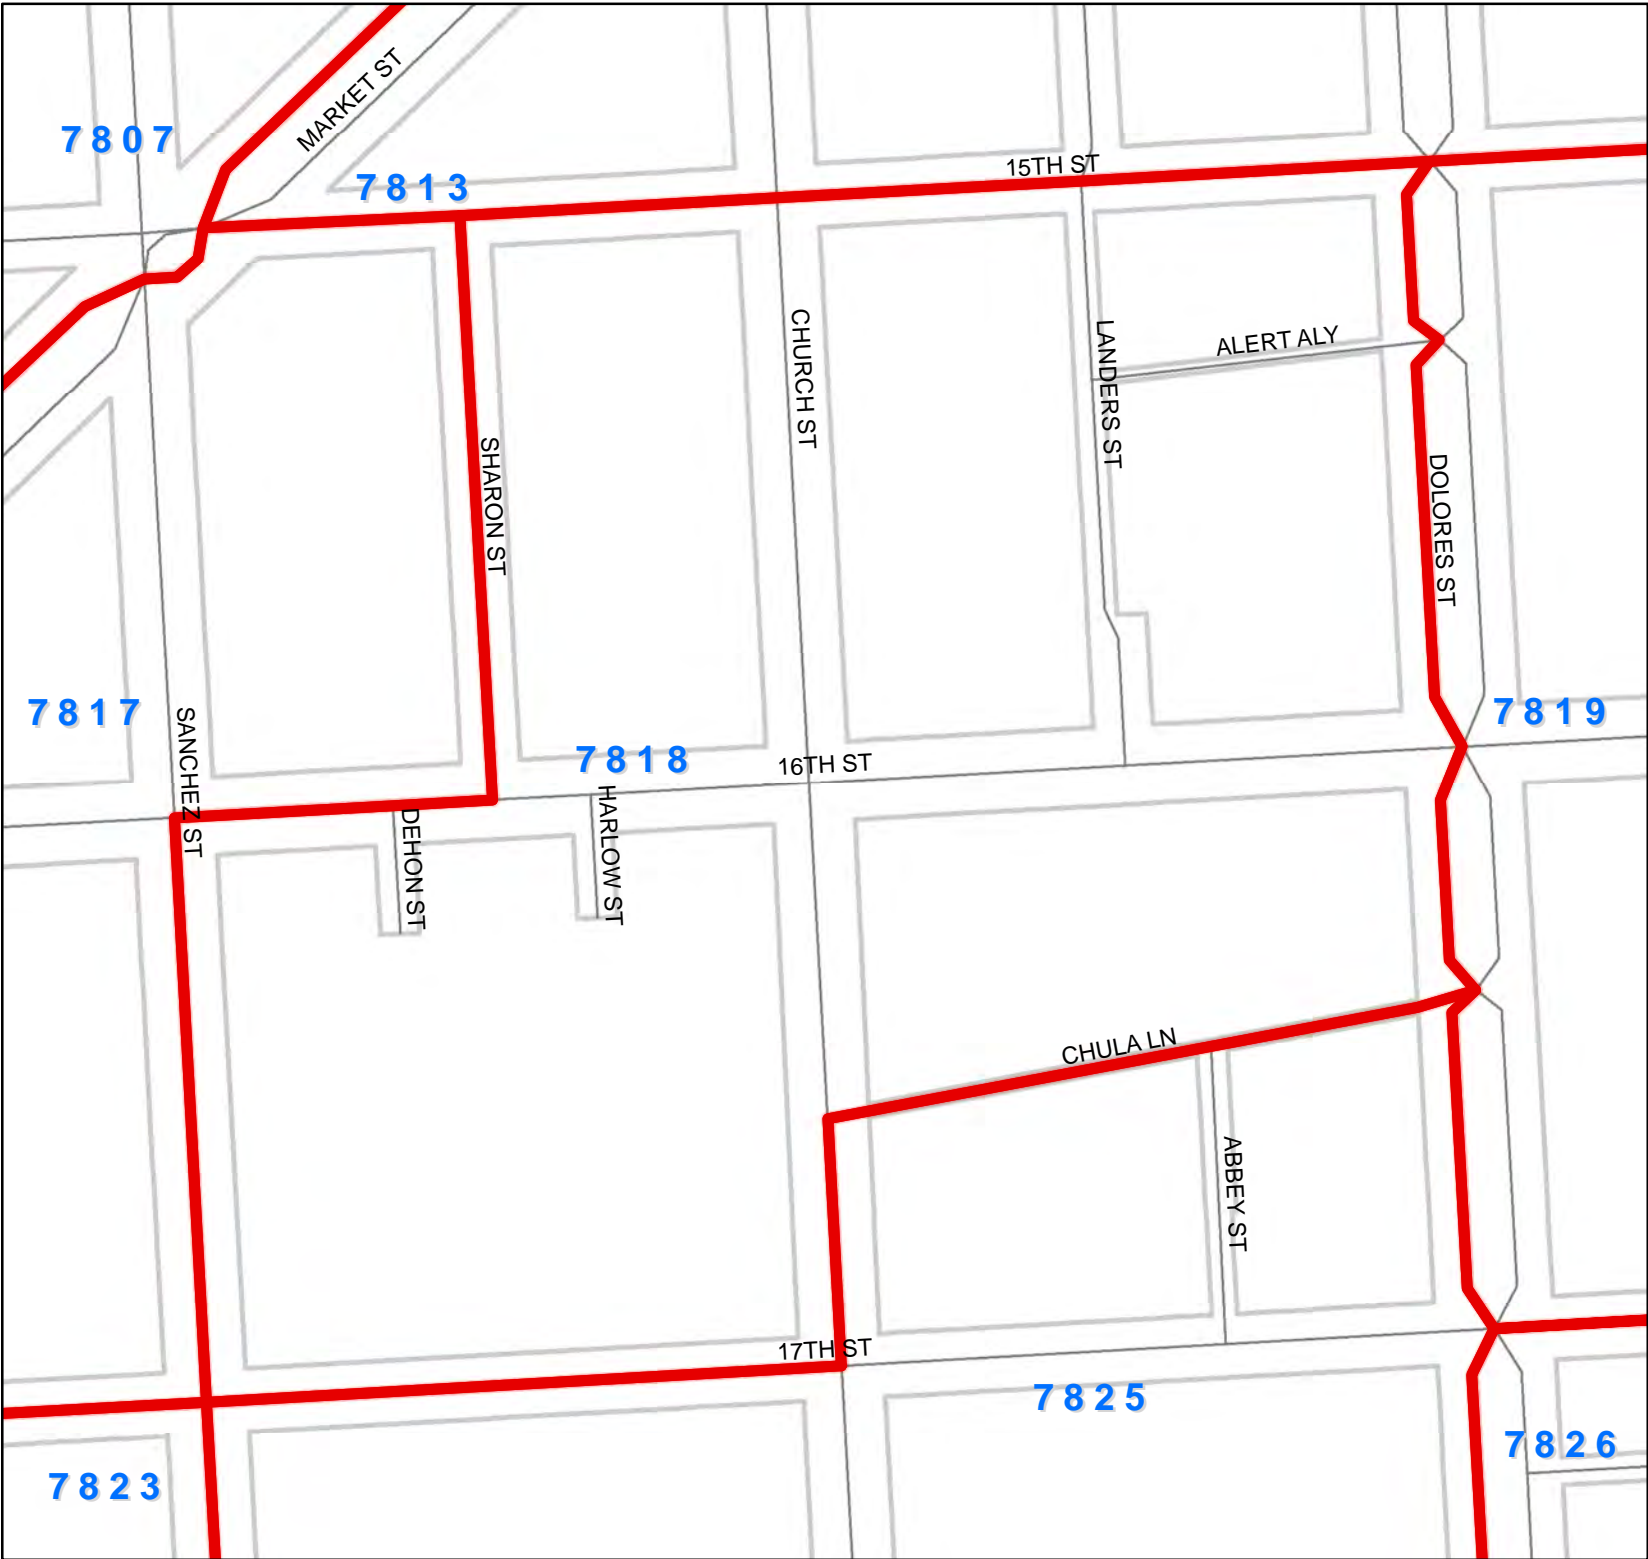 MARKET ST
7807
7813
15TH ST
CHURCH ST
LANDERS ST
ALERT ALY
SHARON ST
DOLORES ST
7817
SANCHEZ ST
7818
16TH ST
7819
DEHON ST
HARLOW ST
CHULA LN
ABBEY ST
17TH ST
7825
7826
7823